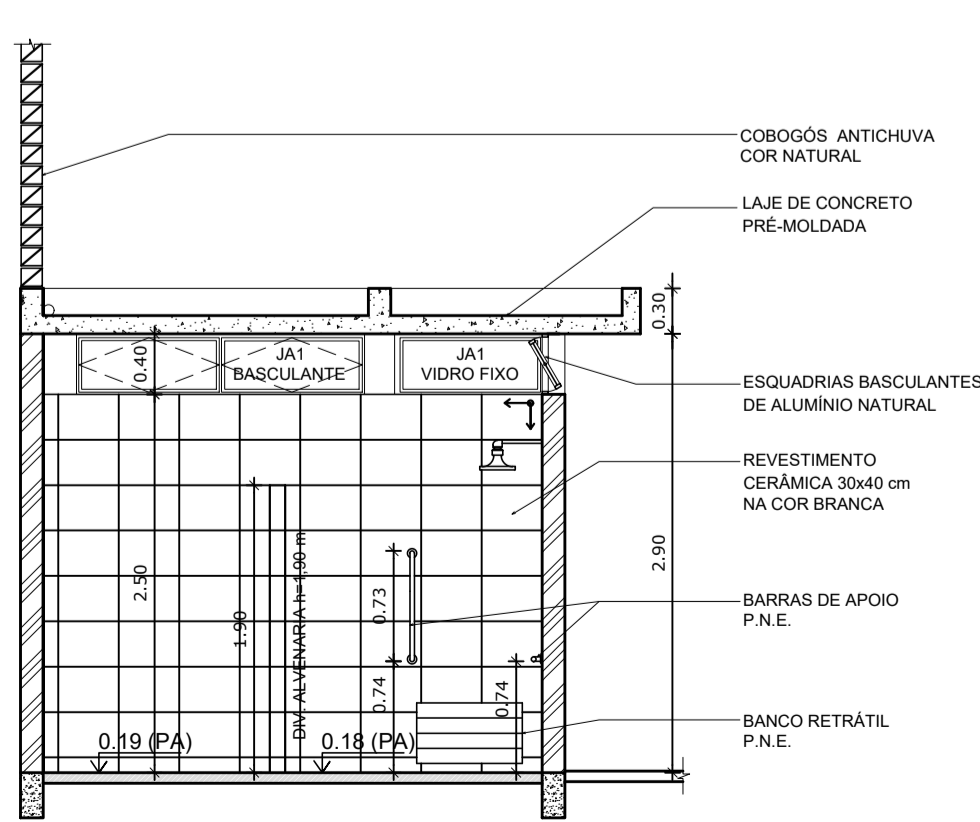 COBOGÓS ANTICHUVA
COR NATURAL
LAJE DE CONCRETO
PRÉ-MOLDADA
0.30
0.40
JA1
BASCULANTE
JA1
VIDRO FIXO
ESQUADRIAS BASCULANTES
DE ALUMÍNIO NATURAL
REVESTIMENTO
CERÂMICA 30x40 cm
NA COR BRANCA
2.90
2.50
1.90
DIV. ALVENARIA h=1,90 m
0.73
BARRAS DE APOIO
P.N.E.
0.74
0.74
BANCO RETRÁTIL
P.N.E.
0.19 (PA)
0.18 (PA)